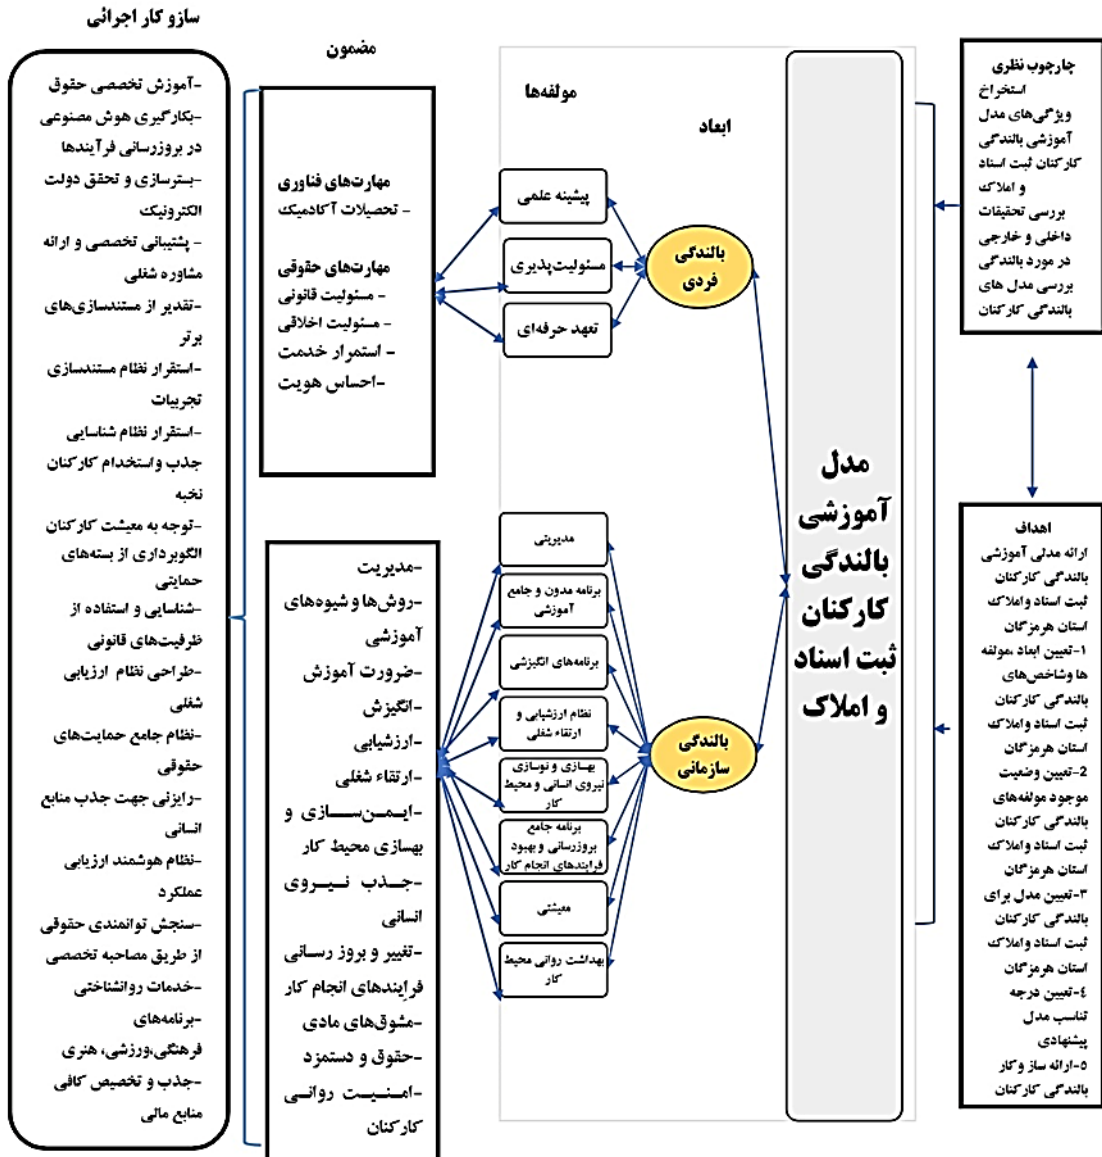 چارچوب نظری
استخراخ
ویژگی‌های مدل
آموزشی بالندگی
کارکنان ثبت اسناد
و املاک
بررسی تحقیقات
داخلی و خارجی
در مورد بالندگی
بررسی مدل های
بالندگی کارکنان
اهداف
ارائه مدلی آموزشی
بالندگی کارکنان
ثبت اسناد واملاک
استان هرمزگان
۱-تعیین ابعاد ،مولفه
ها وشاخص‌های
بالندگی کارکنان
ثبت اسناد واملاک
استان هرمزگان
2-تعیین وضعیت
موجود مولفه‌های
بالندگی کارکنان
ثبت اسناد واملاک
استان هرمزگان
۳-تعیین مدل برای
بالندگی کارکنان
ثبت اسناد واملاک
استان هرمزگان
٤-تعیین درجه
تناسب مدل
پیشنهادی
٥-ارائه ساز وکار
بالندگی کارکنان
مدل
آموزشی
بالندگی
کارکنان
ثبت اسناد
و املاک
ابعاد
بالندگی
فردی
بالندگی
سازمانی
مولفه‌ها
پیشینه علمی
مسئولیت‌پذیری
تعهد حرفه‌ای
مدیریتی
برنامه مدون و جامع
آموزشی
برنامه‌های انگیزشی
نظام ارزشیابی و
ارتقاء شغلی
بهسازی و نوسازی
نیروی انسانی و محیط
کار
برنامه جامع
بروزرسانی و بهبود
فرایندهای انجام کار
معیشتی
بهداشت روانی محیط
کار
مضمون
مهارت‌های فناوری
- تحصیلات آکادمیک
مهارت‌های حقوقی
- مسئولیت قانونی
- مسئولیت اخلاقی
- استمرار خدمت
-احساس هویت
-مدیریت
-روش‌ها و شیوه‌های
آموزشی
-ضرورت آموزش
-انگیزش
-ارزشیابی
-ارتقاء شغلی
-ایمن‌سازی و
بهسازی محیط کار
-جذب نیروی
انسانی
-تغییر و بروز رسانی
فرایندهای انجام کار
-مشوق‌های مادی
-حقوق و دستمزد
-امنیت روانی
کارکنان
سازو کار اجرائی
-آموزش تخصصی حقوق
-بکارگیری هوش مصنوعی
در بروزرسانی فرآیندها
-بسترسازی و تحقق دولت
الکترونیک
- پشتیبانی تخصصی و ارائه
مشاوره شغلی
-تقدیر از مستندسازی‌های
برتر
-استقرار نظام مستندسازی
تجربیات
-استقرار نظام شناسایی
جذب واستخدام کارکنان
نخبه
-توجه به معیشت کارکنان
الگوبرداری از بسته‌های
حمایتی
-شناسایی و استفاده از
ظرفیت‌های قانونی
-طراحی نظام ارزیابی
شغلی
-نظام جامع حمایت‌های
حقوقی
-رایزنی جهت جذب منابع
انسانی
-نظام هوشمند ارزیابی
عملکرد
-سنجش توانمندی حقوقی
از طریق مصاحبه تخصصی
-خدمات روانشناختی
-برنامه‌های
فرهنگی،ورزشی، هنری
-جذب و تخصیص کافی
منابع مالی